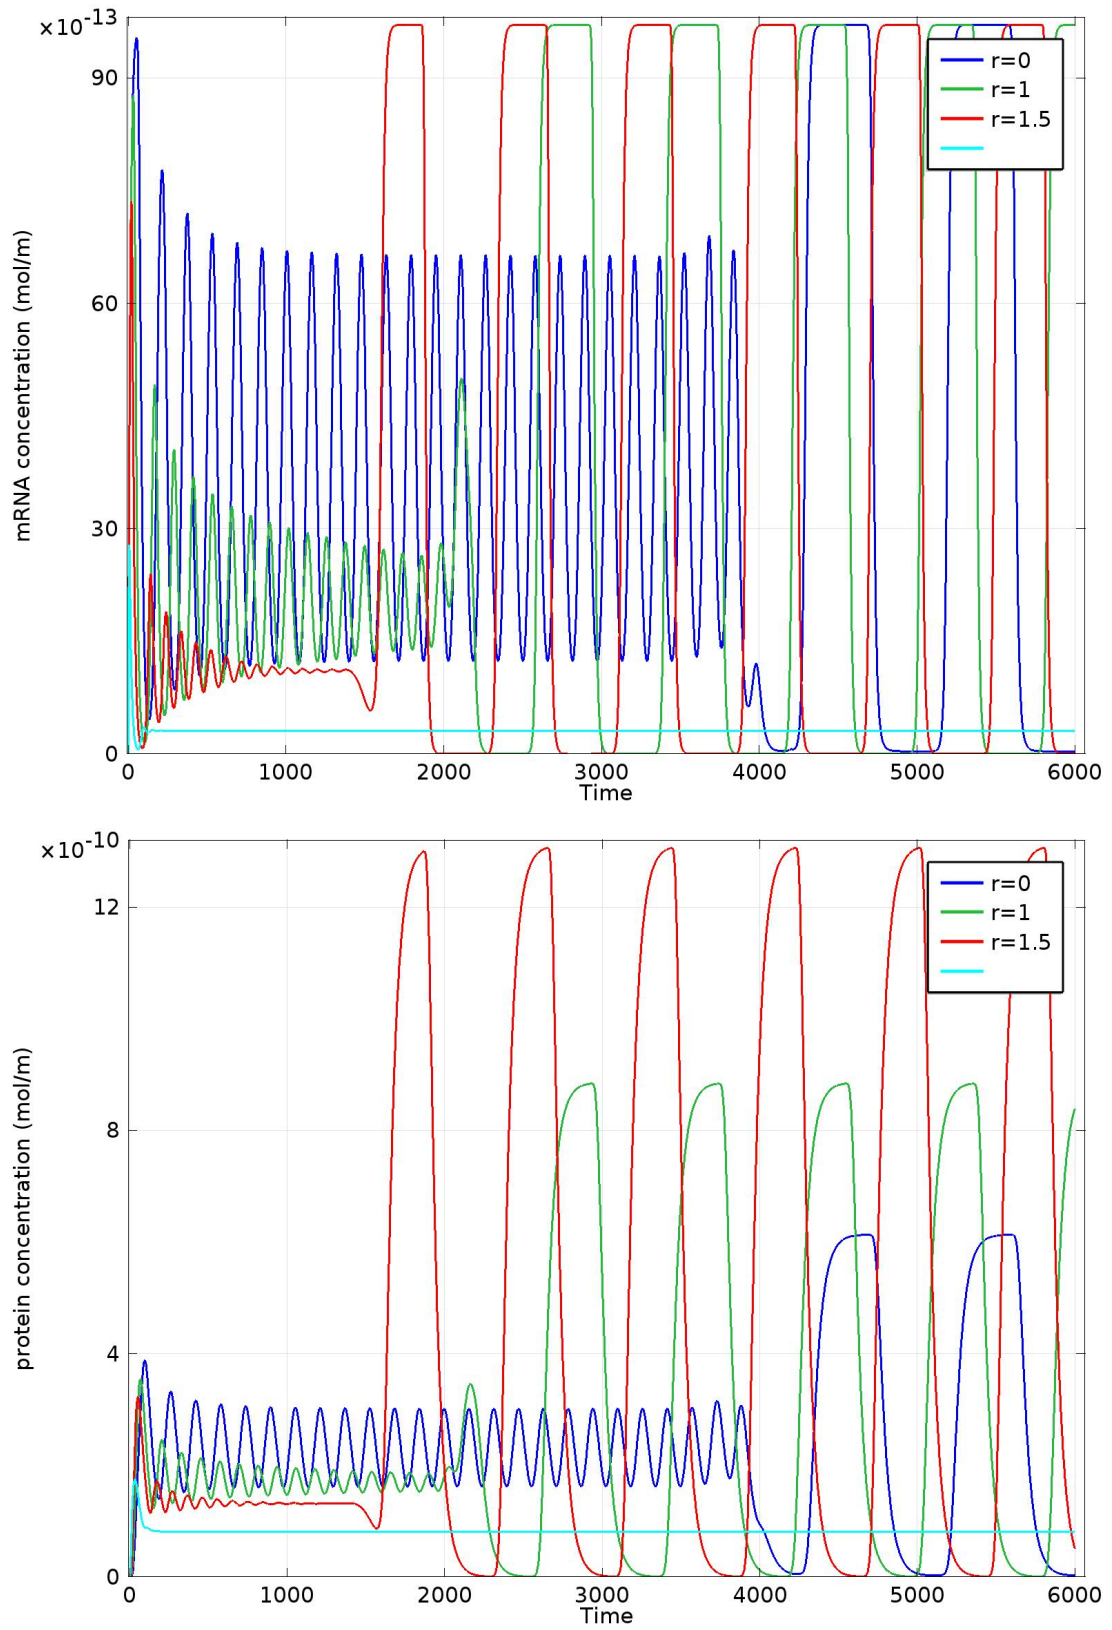 ×10⁻¹³
90
60
30
0
mRNA concentration (mol/m)
r=0
r=1
r=1.5
0 1000 2000 3000 4000 5000 6000
Time
×10⁻¹⁰
12
8
4
0
protein concentration (mol/m)
r=0
r=1
r=1.5
0 1000 2000 3000 4000 5000 6000
Time